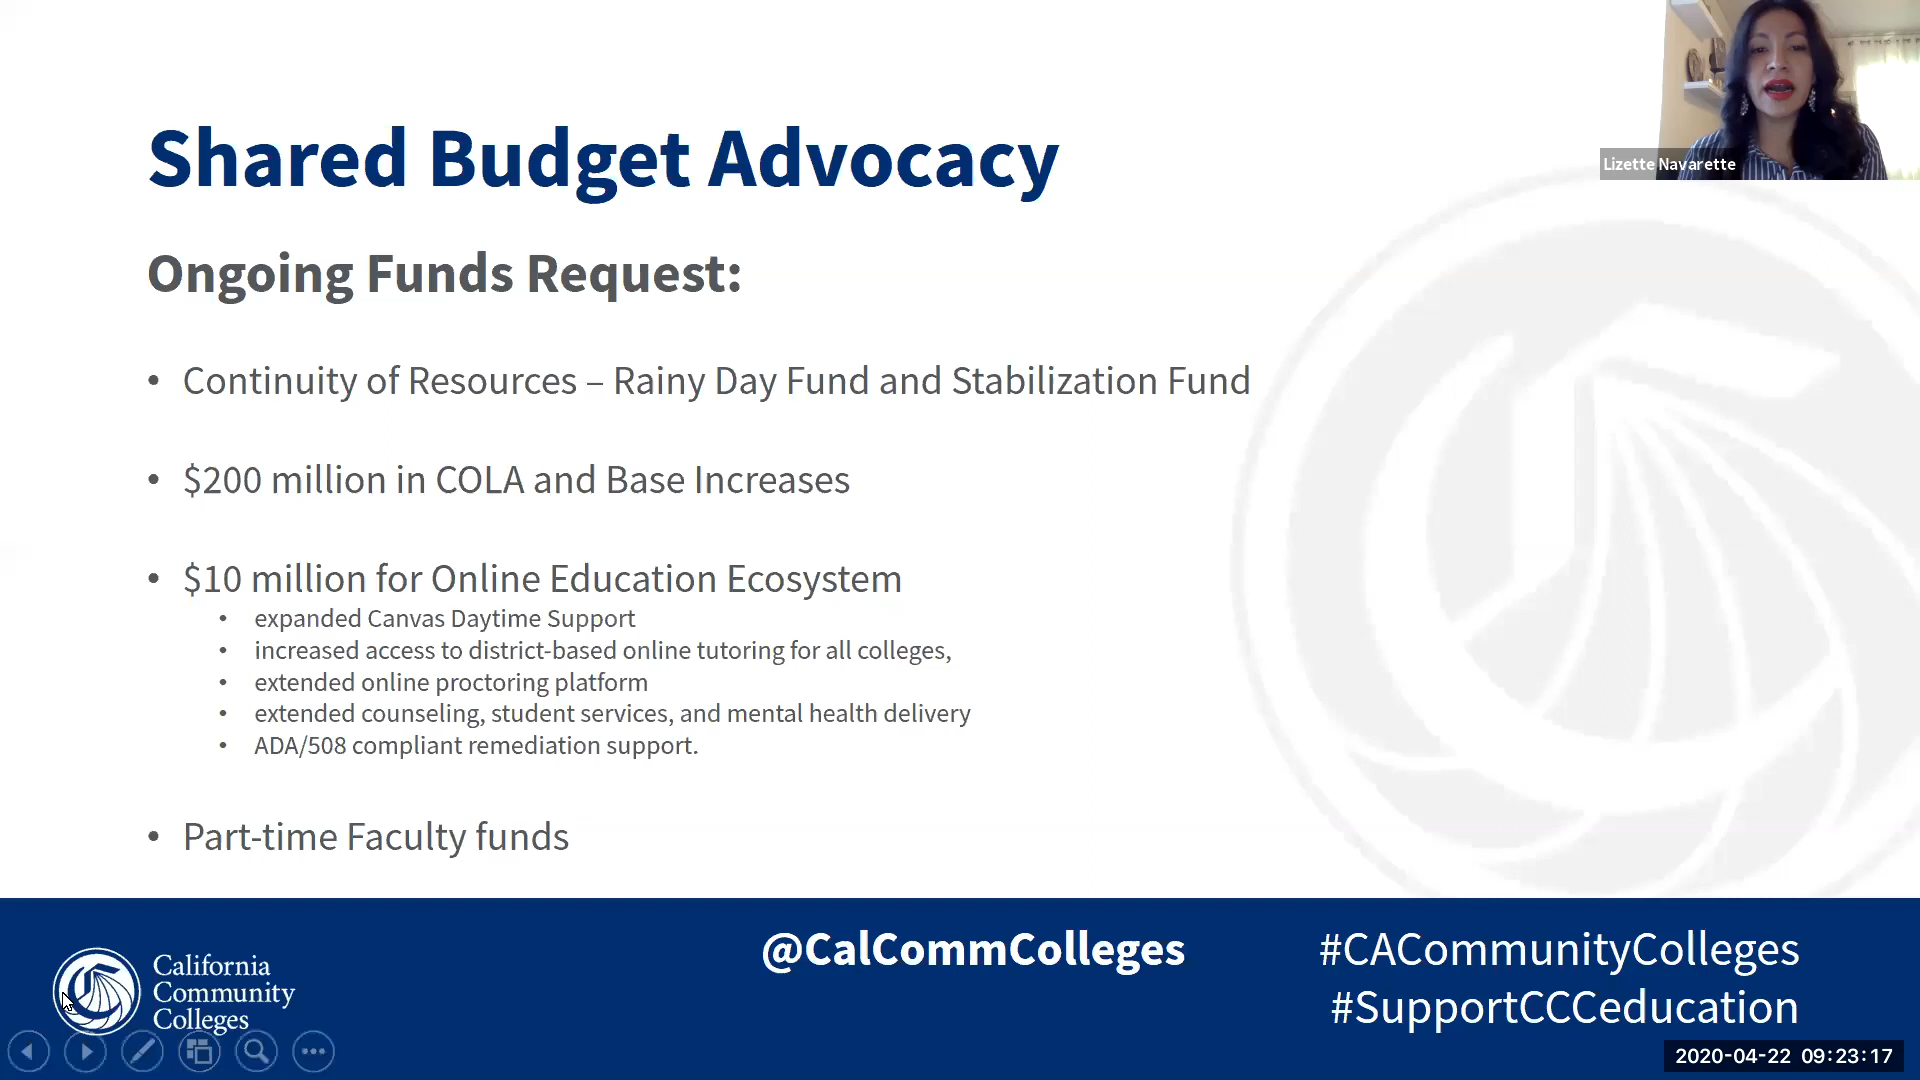 Shared Budget Advocacy
Lizette Navarette
Ongoing Funds Request:
• Continuity of Resources – Rainy Day Fund and Stabilization Fund
• $200 million in COLA and Base Increases
• $10 million for Online Education Ecosystem
• expanded Canvas Daytime Support
• increased access to district-based online tutoring for all colleges,
• extended online proctoring platform
• extended counseling, student services, and mental health delivery
• ADA/508 compliant remediation support.
• Part-time Faculty funds
California
Community
Colleges
@CalCommColleges
#CACommunityColleges
#SupportCCCeducation
2020-04-22 09:23:17